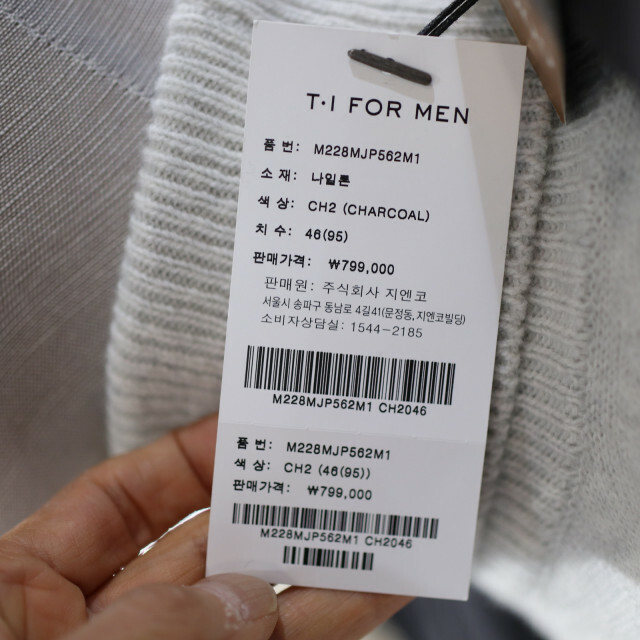 T·I FOR MEN
품 번: M228MJP562M1
소 재: 나일론
색 상: CH2 (CHARCOAL)
치 수: 46(95)
판매가격: ₩799,000
판매원: 주식회사 지엔코
서울시 송파구 동남로 4길41(문정동, 지엔코빌딩)
소비자상담실: 1544-2185
M228MJP562M1 CH2046
품 번: M228MJP562M1
색 상: CH2 (46(95))
판매가격: ₩799,000
M228MJP562M1 CH2046